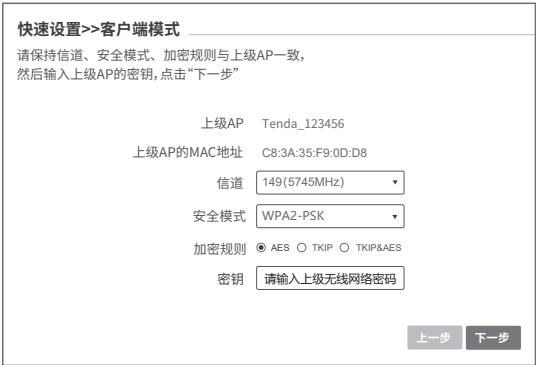 快速设置>>客户端模式
请保持信道、安全模式、加密规则与上级AP一致，
然后输入上级AP的密钥，点击“下一步”
上级AP Tenda_123456
上级AP的MAC地址 C8:3A:35:F9:0D:D8
信道 149(5745MHz)
安全模式 WPA2-PSK
加密规则 AES TKIP TKIP&AES
密钥 请输入上级无线网络密码
上一步 下一步